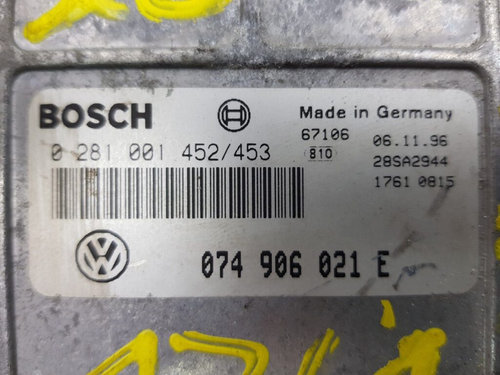 BOSCH
Made in Germany
0 281 001 452/453
67106
06.11.96
810
28SA2944
1761 0815
VW
074 906 021 E